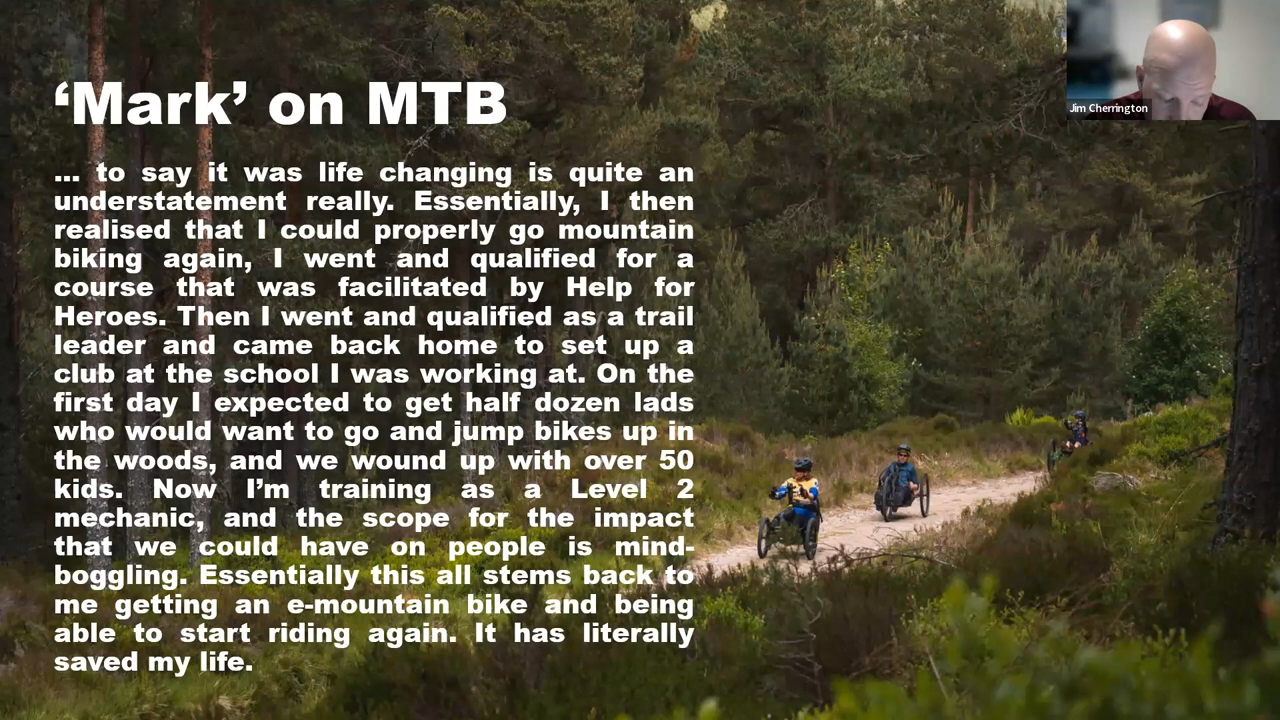 ‘Mark’ on MTB
Jim Cherrington
... to say it was life changing is quite an
understatement really. Essentially, I then
realised that I could properly go mountain
biking again, I went and qualified for a
course that was facilitated by Help for
Heroes. Then I went and qualified as a trail
leader and came back home to set up a
club at the school I was working at. On the
first day I expected to get half dozen lads
who would want to go and jump bikes up in
the woods, and we wound up with over 50
kids. Now I’m training as a Level 2
mechanic, and the scope for the impact
that we could have on people is mind-
boggling. Essentially this all stems back to
me getting an e-mountain bike and being
able to start riding again. It has literally
saved my life.